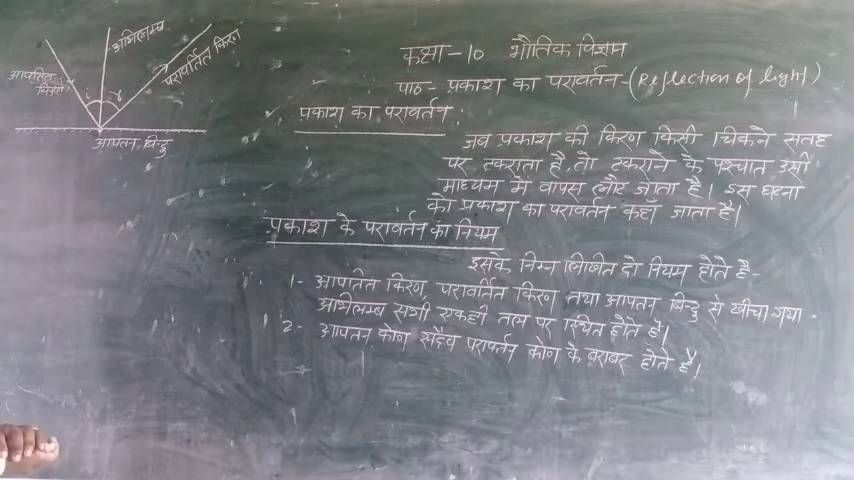 अभिलम्ब
परावर्तित किरण
आपतित
किरण
i r
आपतन बिन्दु
कक्षा-10 भौतिक विज्ञान
पाठ- प्रकाश का परावर्तन-(Reflection of light)
प्रकाश का परावर्तन:
जब प्रकाश की किरण किसी चिकने सतह
पर टकराता है, तो टकराने के पश्चात उसी
माध्यम में वापस लौट जाता है। इस घटना
को प्रकाश का परावर्तन कहाँ जाता है।
प्रकाश के परावर्तन का नियम
इसके निम्न लिखित दो नियम होते है-
1- आपतित किरण, परावर्तित किरण तथा आपतन बिन्दु से खींचा गया
अभिलम्ब सभी एकही तल पर स्थित होते है।
2- आपतन कोण सदैव परावर्तन कोण के बराबर होते है।